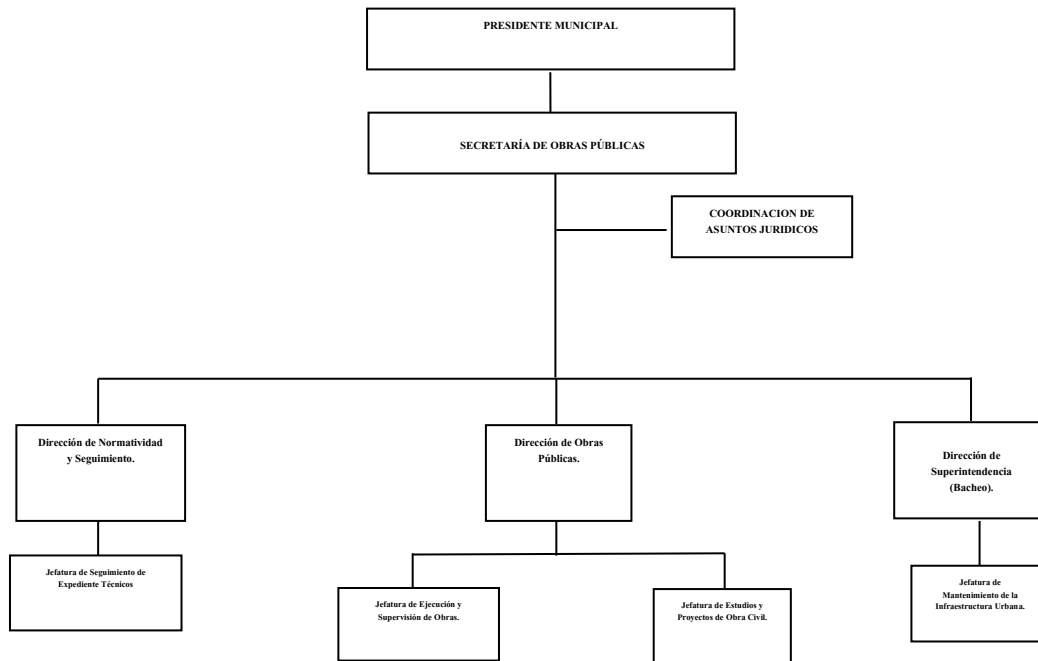 PRESIDENTE MUNICIPAL
SECRETARÍA DE OBRAS PÚBLICAS
COORDINACION DE
ASUNTOS JURIDICOS
Dirección de Normatividad
y Seguimiento.
Dirección de Obras
Públicas.
Dirección de
Superintendencia
(Bacheo).
Jefatura de Seguimiento de
Expediente Técnicos
Jefatura de Ejecución y
Supervisión de Obras.
Jefatura de Estudios y
Proyectos de Obra Civil.
Jefatura de
Mantenimiento de la
Infraestructura Urbana.